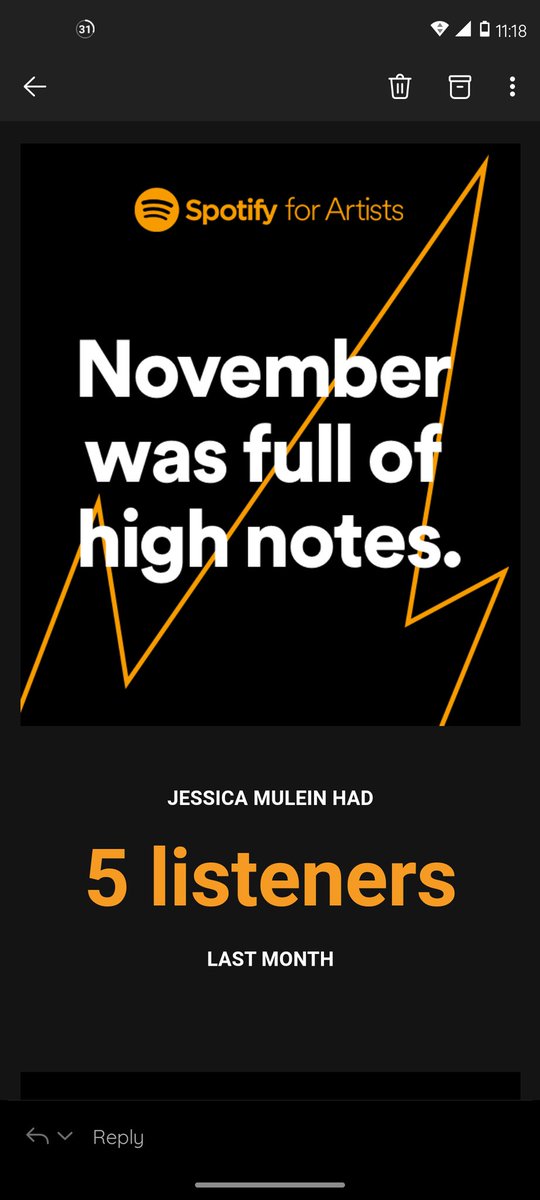 31
11:18
Spotify for Artists
November
was full of
high notes.
JESSICA MULEIN HAD
5 listeners
LAST MONTH
Reply